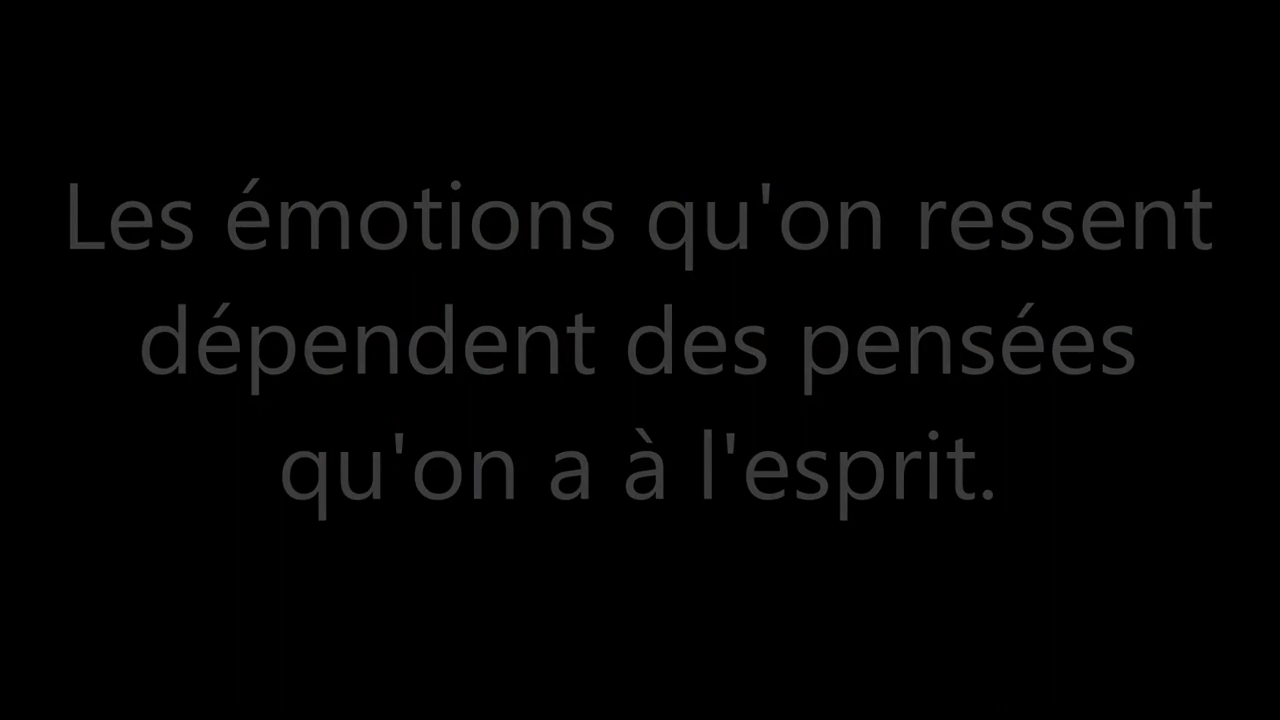 Les émotions qu'on ressent
dépendent des pensées
qu'on a à l'esprit.